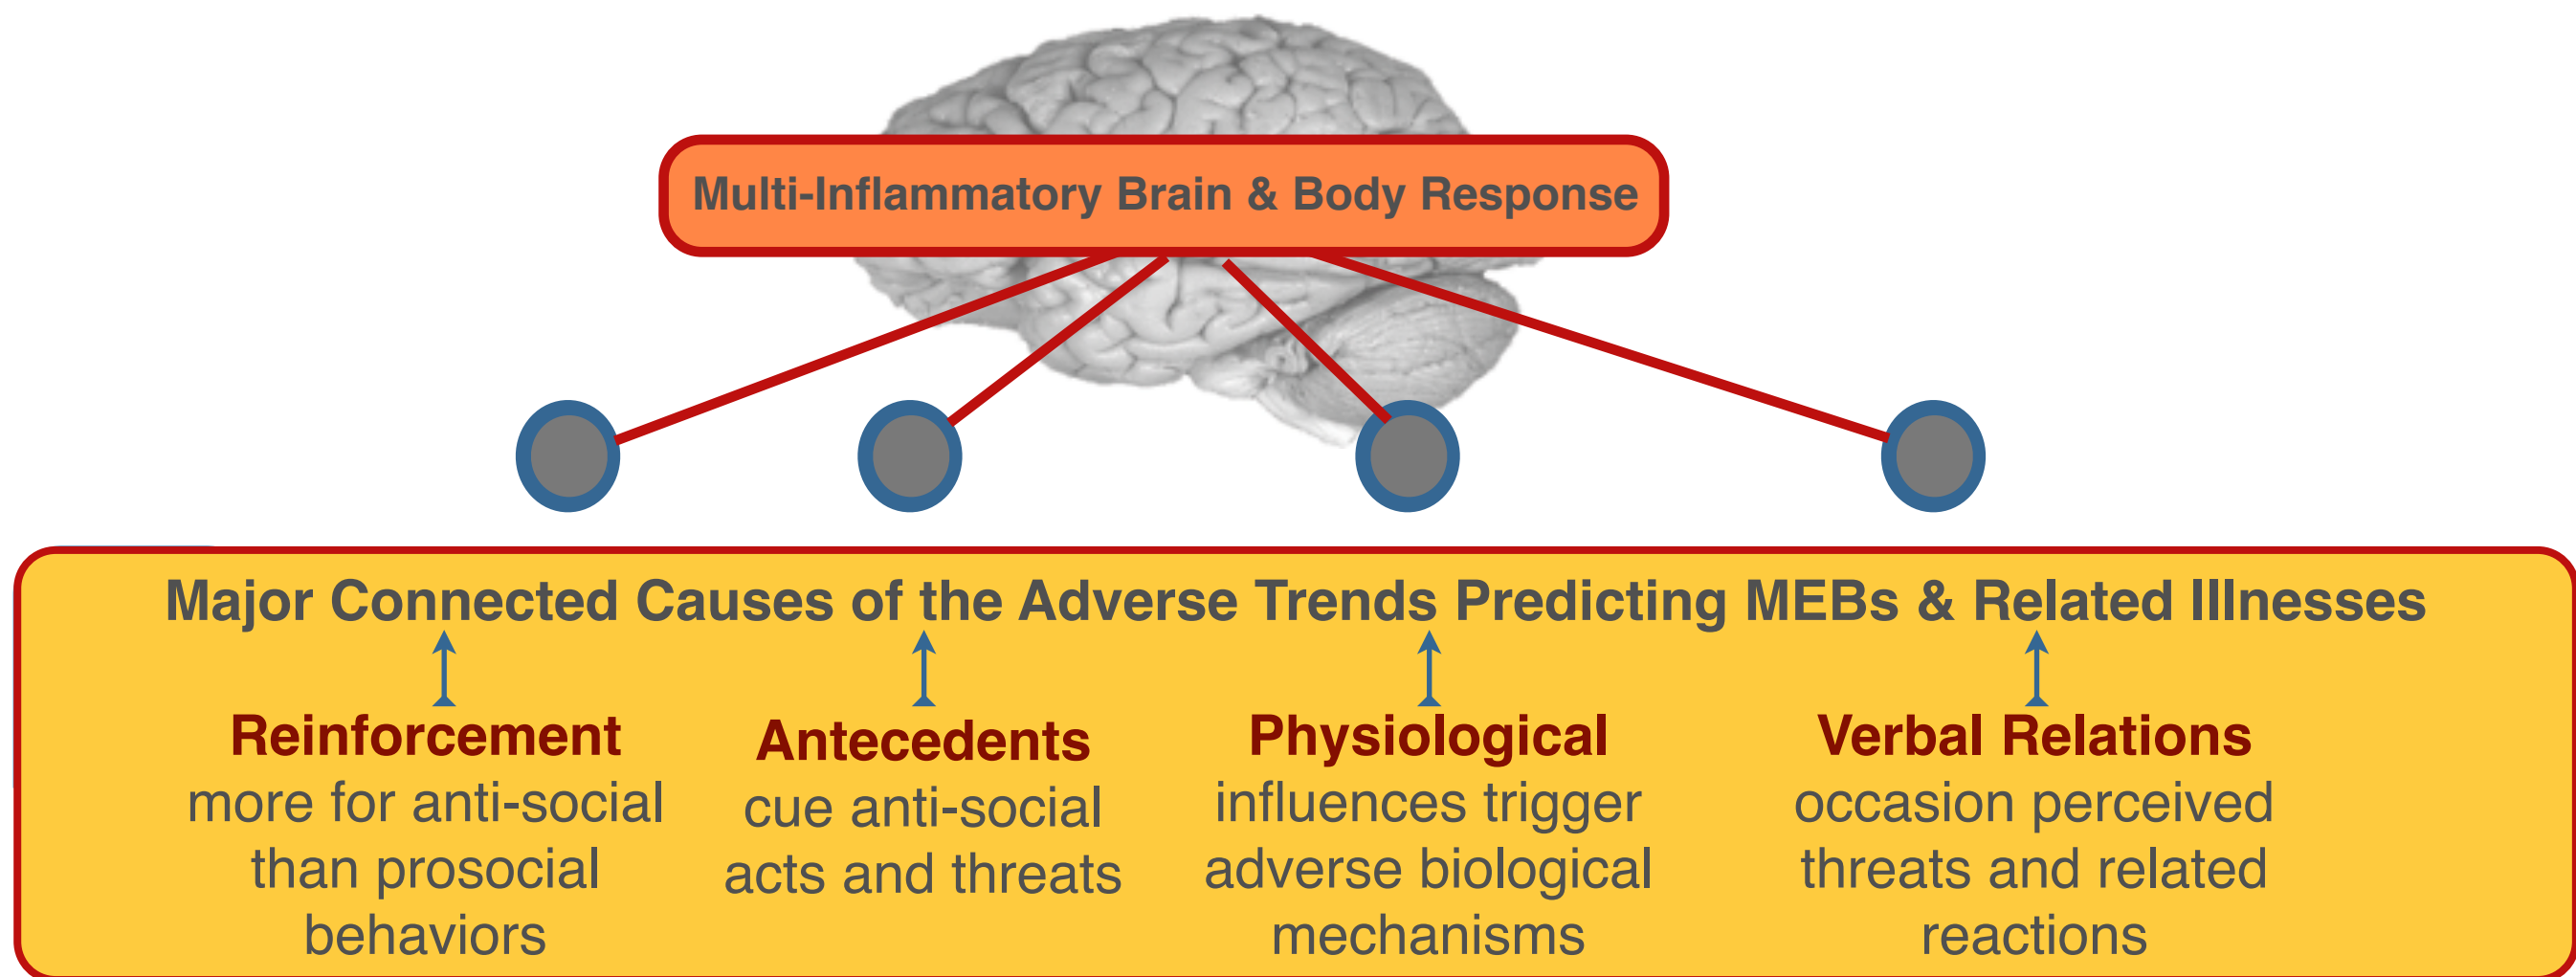 Multi-Inflammatory Brain & Body Response
Major Connected Causes of the Adverse Trends Predicting MEBs & Related Illnesses
Reinforcement
more for anti-social
than prosocial
behaviors
Antecedents
cue anti-social
acts and threats
Physiological
influences trigger
adverse biological
mechanisms
Verbal Relations
occasion perceived
threats and related
reactions